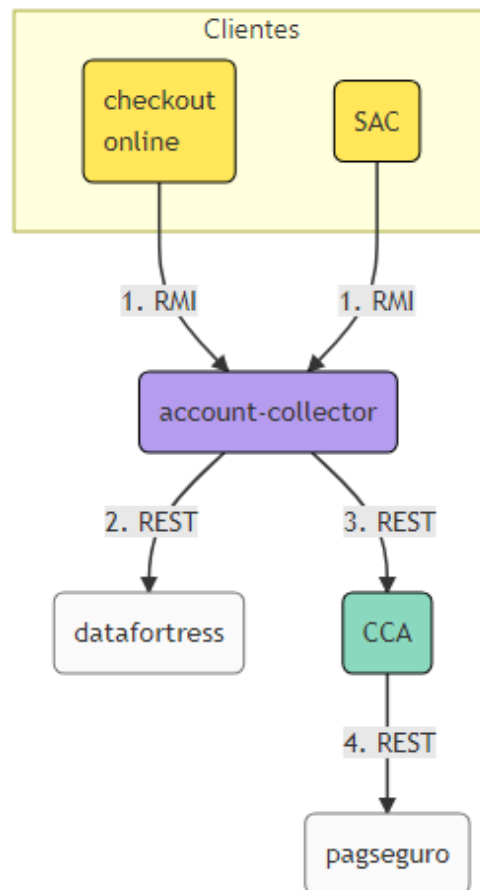 Clientes
checkout
online
SAC
1. RMI
1. RMI
account-collector
2. REST
3. REST
datafortress
CCA
4. REST
pagseguro